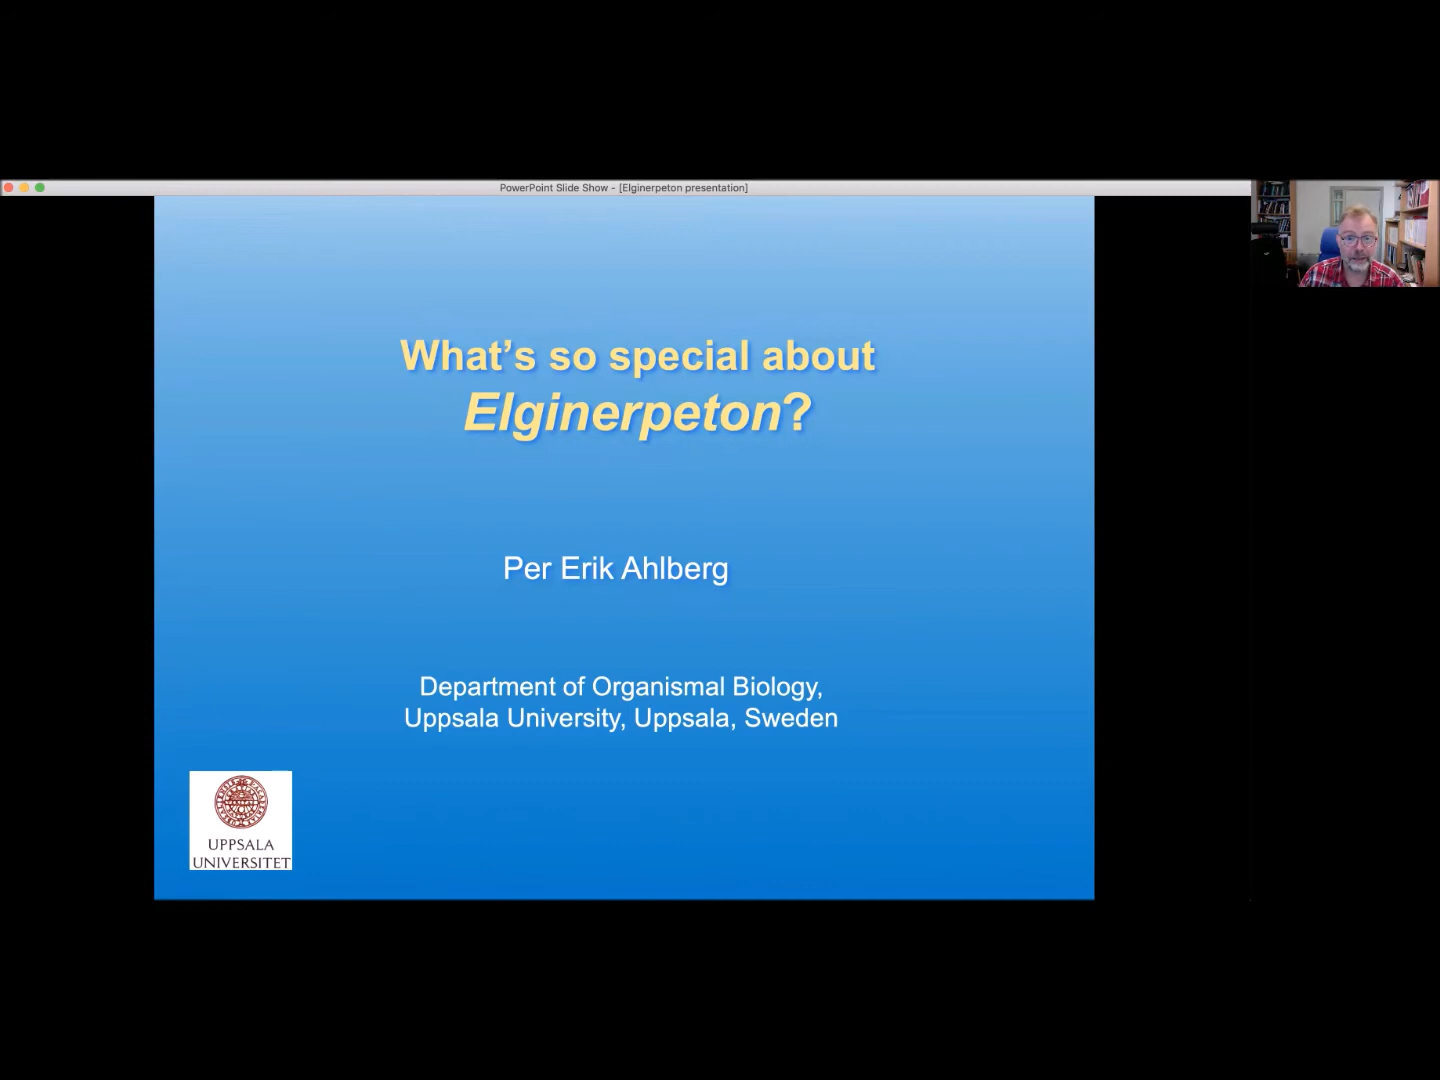 PowerPoint Slide Show - [Elginerpeton presentation]
What’s so special about
Elginerpeton?
Per Erik Ahlberg
Department of Organismal Biology,
Uppsala University, Uppsala, Sweden
UPPSALA
UNIVERSITET